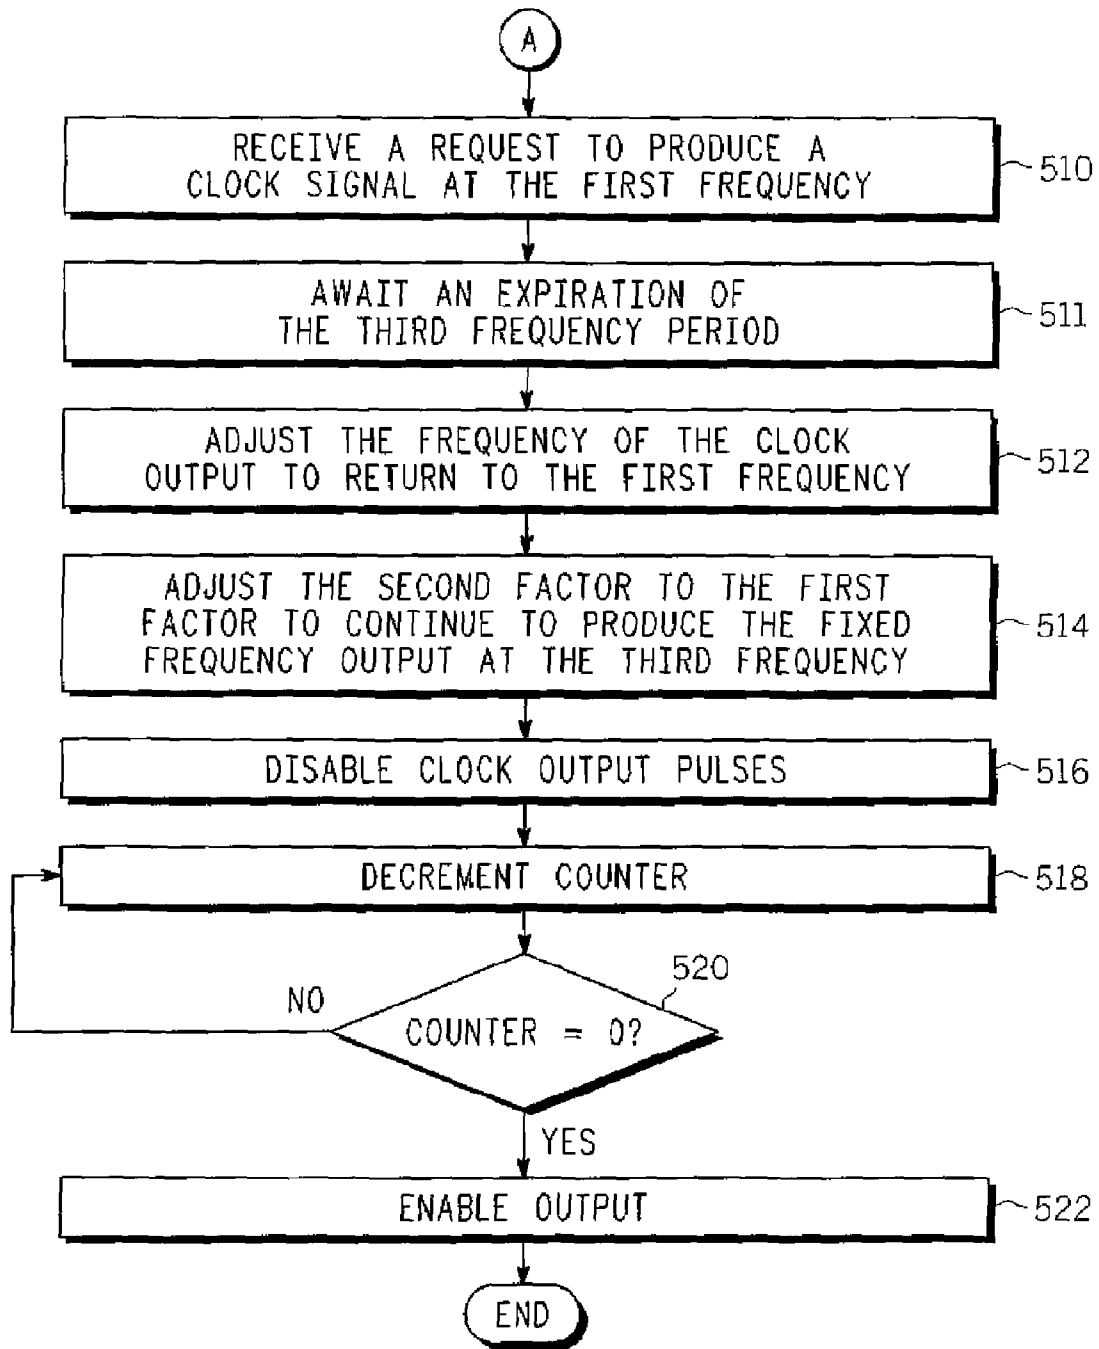 A
RECEIVE A REQUEST TO PRODUCE A
CLOCK SIGNAL AT THE FIRST FREQUENCY
510
AWAIT AN EXPIRATION OF
THE THIRD FREQUENCY PERIOD
511
ADJUST THE FREQUENCY OF THE CLOCK
OUTPUT TO RETURN TO THE FIRST FREQUENCY
512
ADJUST THE SECOND FACTOR TO THE FIRST
FACTOR TO CONTINUE TO PRODUCE THE FIXED
FREQUENCY OUTPUT AT THE THIRD FREQUENCY
514
DISABLE CLOCK OUTPUT PULSES
516
DECREMENT COUNTER
518
520
NO
COUNTER = 0?
YES
ENABLE OUTPUT
522
END